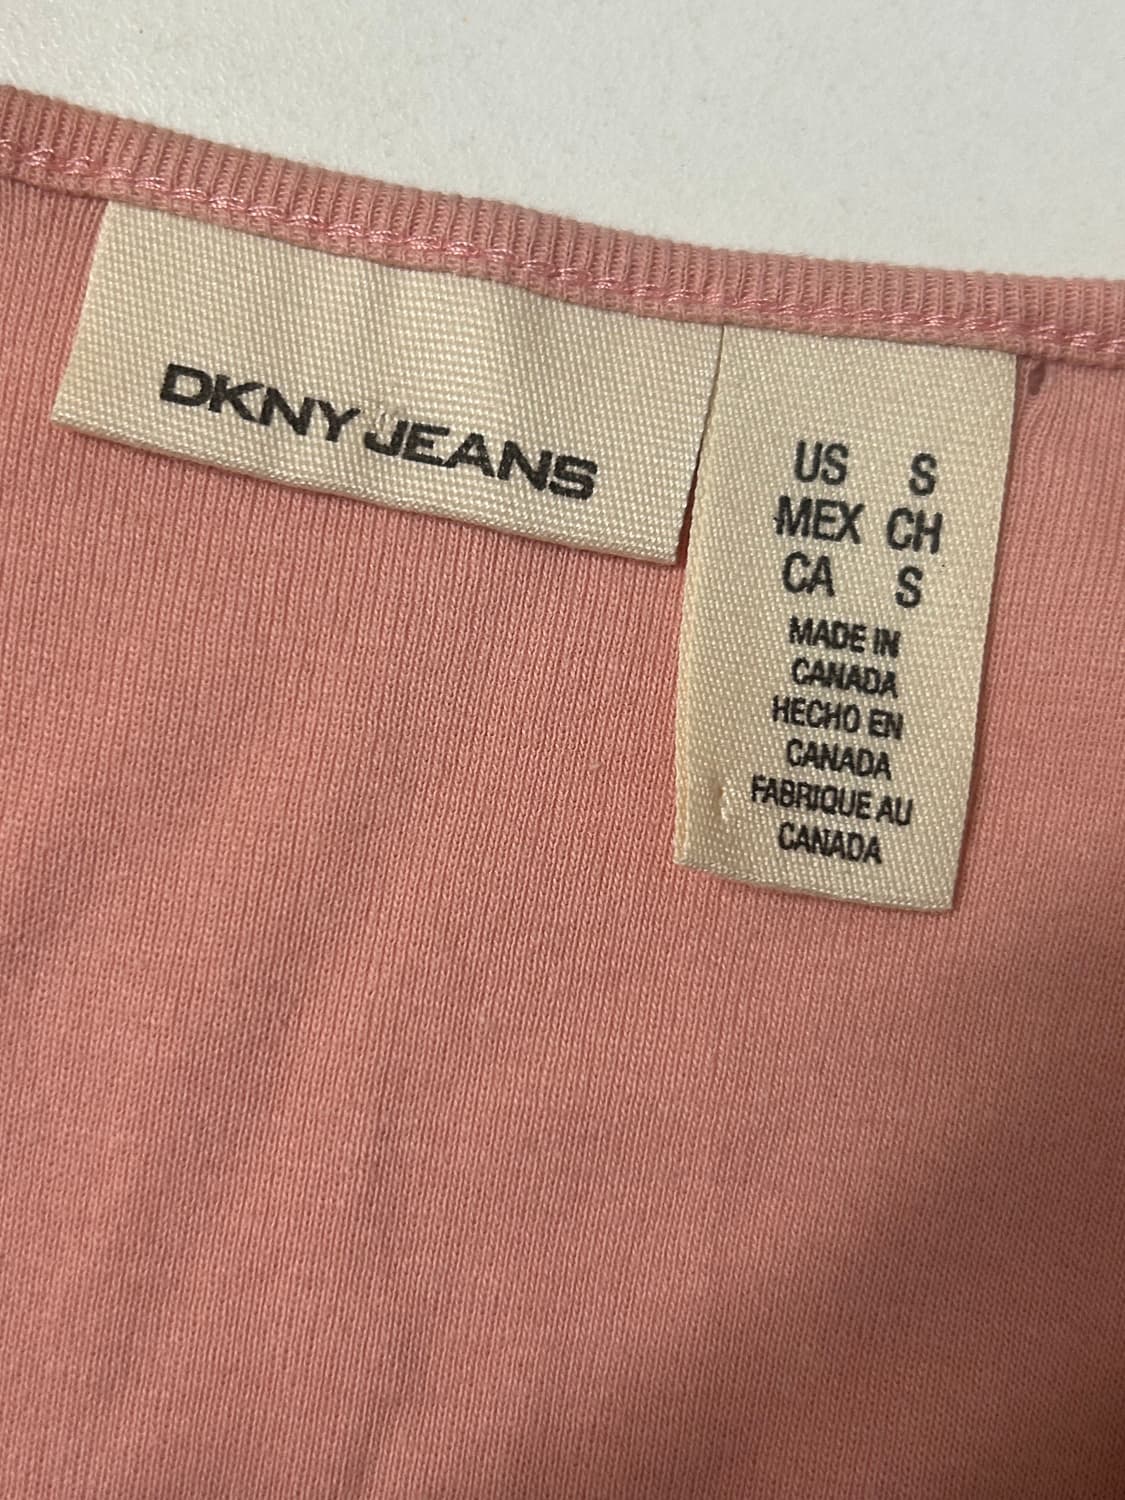 DKNY JEANS
US S
MEX CH
CA S
MADE IN
CANADA
HECHO EN
CANADA
FABRIQUE AU
CANADA